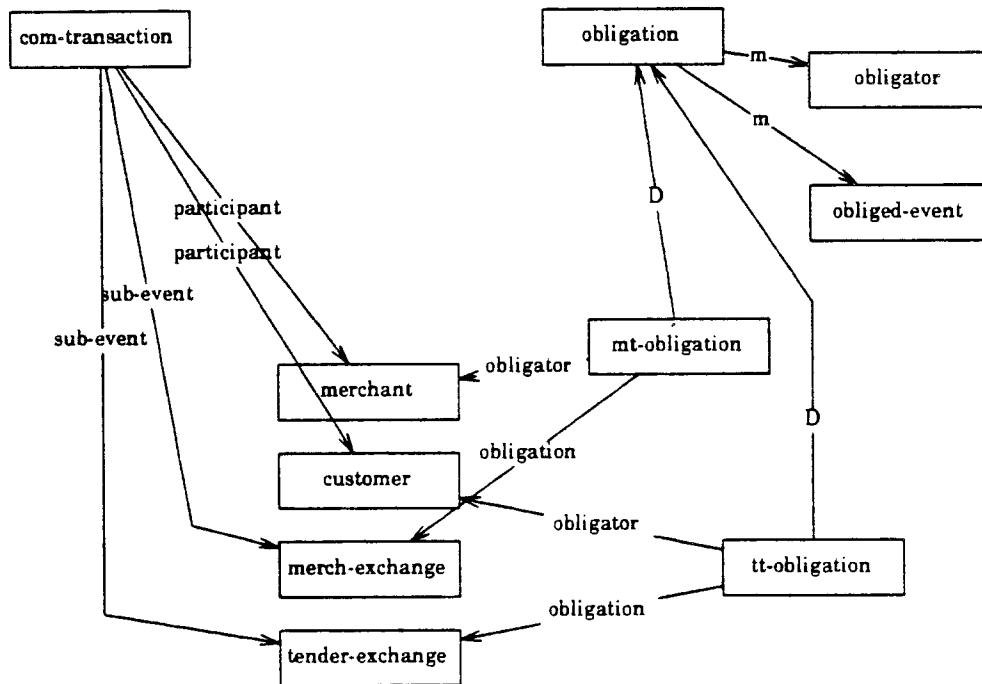 com-transaction
obligation
m
obligator
m
obliged-event
D
participant
participant
sub-event
sub-event
mt-obligation
obligator
merchant
D
obligation
customer
obligator
merch-exchange
tt-obligation
obligation
tender-exchange